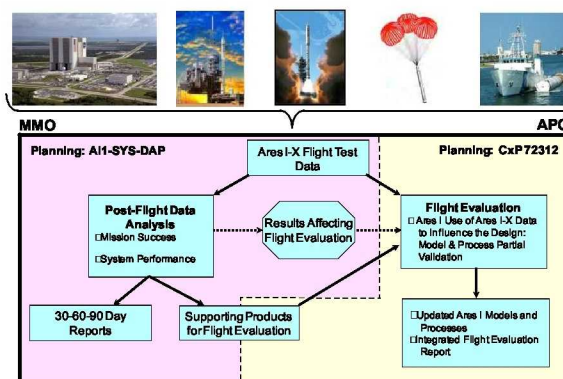 MMO
APO
Planning: AI1-SYS-DAP
Planning: CxP 72312
Ares I-X Flight Test
Data
Post-Flight Data
Analysis
□Mission Success
□System Performance
Results Affecting
Flight Evaluation
Flight Evaluation
□Ares I Use of Ares I-X Data
to Influence the Design:
Model & Process Partial
Validation
30-60-90 Day
Reports
Supporting Products
for Flight Evaluation
□Updated Ares I Models and
Processes
□Integrated Flight Evaluation
Report